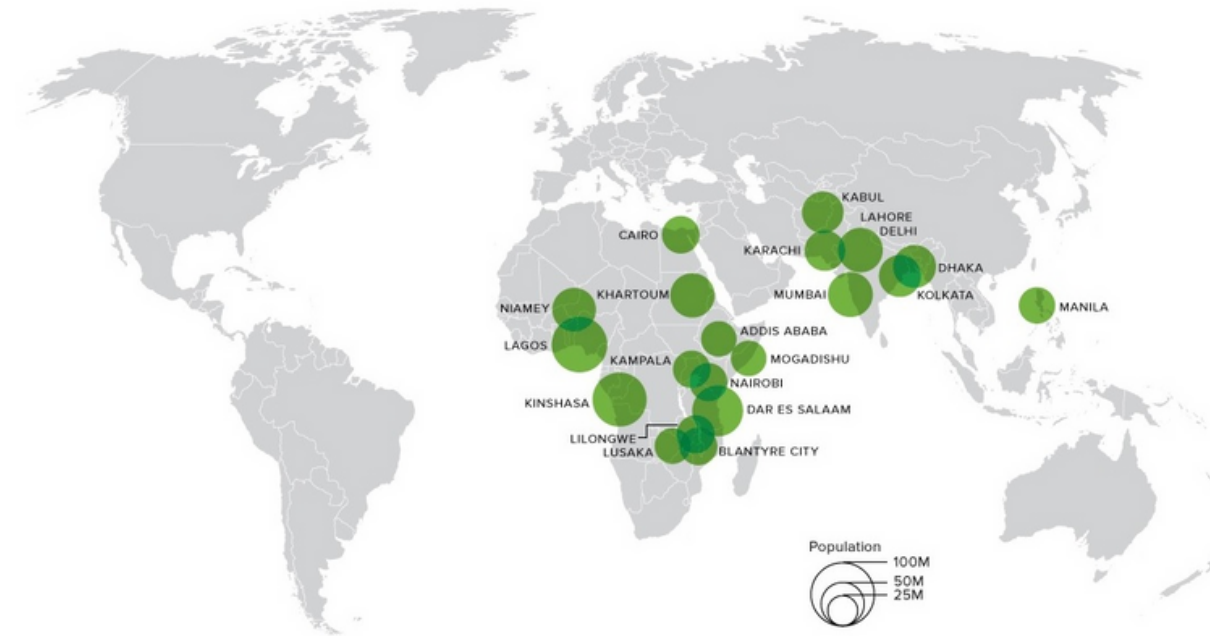 KABUL
LAHORE
DELHI
CAIRO
KARACHI
DHAKA
KHARTOUM
MUMBAI
KOLKATA
NIAMEY
MANILA
ADDIS ABABA
LAGOS
KAMPALA
MOGADISHU
NAIROBI
KINSHASA
DAR ES SALAAM
LILONGWE
LUSAKA
BLANTYRE CITY
Population
100M
50M
25M